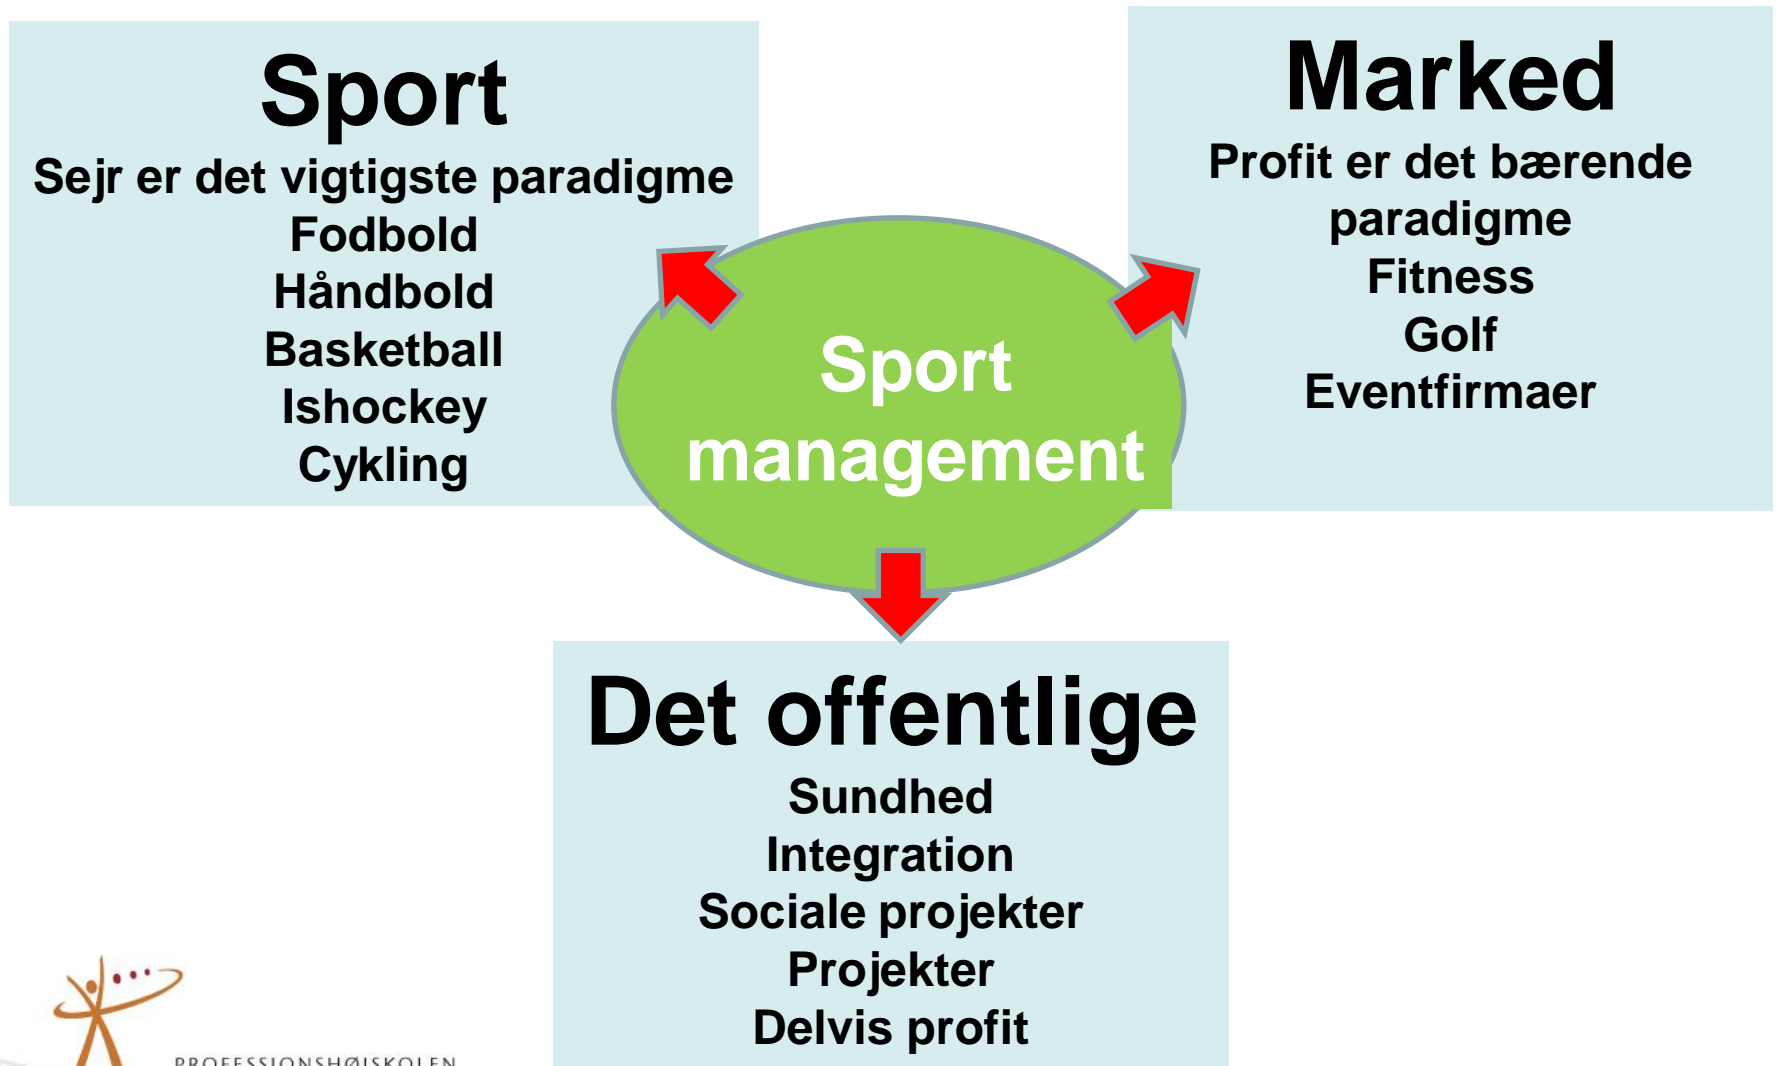 Sport
Sejr er det vigtigste paradigme
Fodbold
Håndbold
Basketball
Ishockey
Cykling
Marked
Profit er det bærende
paradigme
Fitness
Golf
Eventfirmaer
Sport
management
Det offentlige
Sundhed
Integration
Sociale projekter
Projekter
Delvis profit
PROFESSIONSHØJSKOLEN